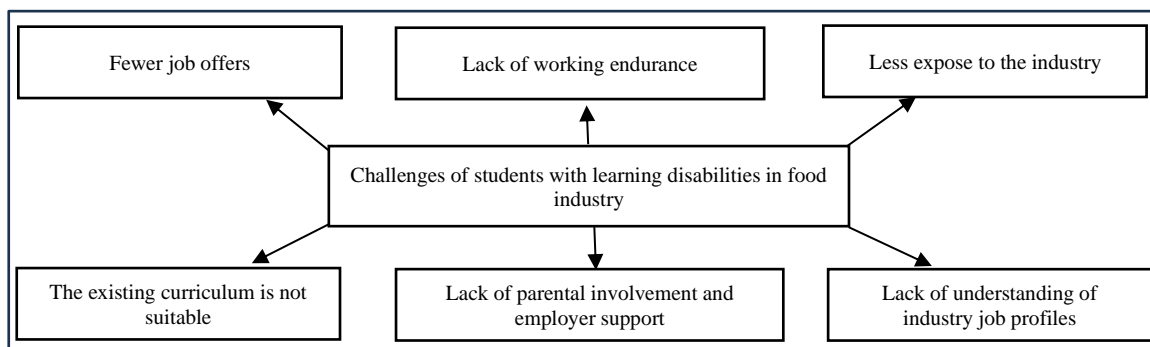 Fewer job offers
Lack of working endurance
Less expose to the industry
Challenges of students with learning disabilities in food
industry
The existing curriculum is not
suitable
Lack of parental involvement and
employer support
Lack of understanding of
industry job profiles